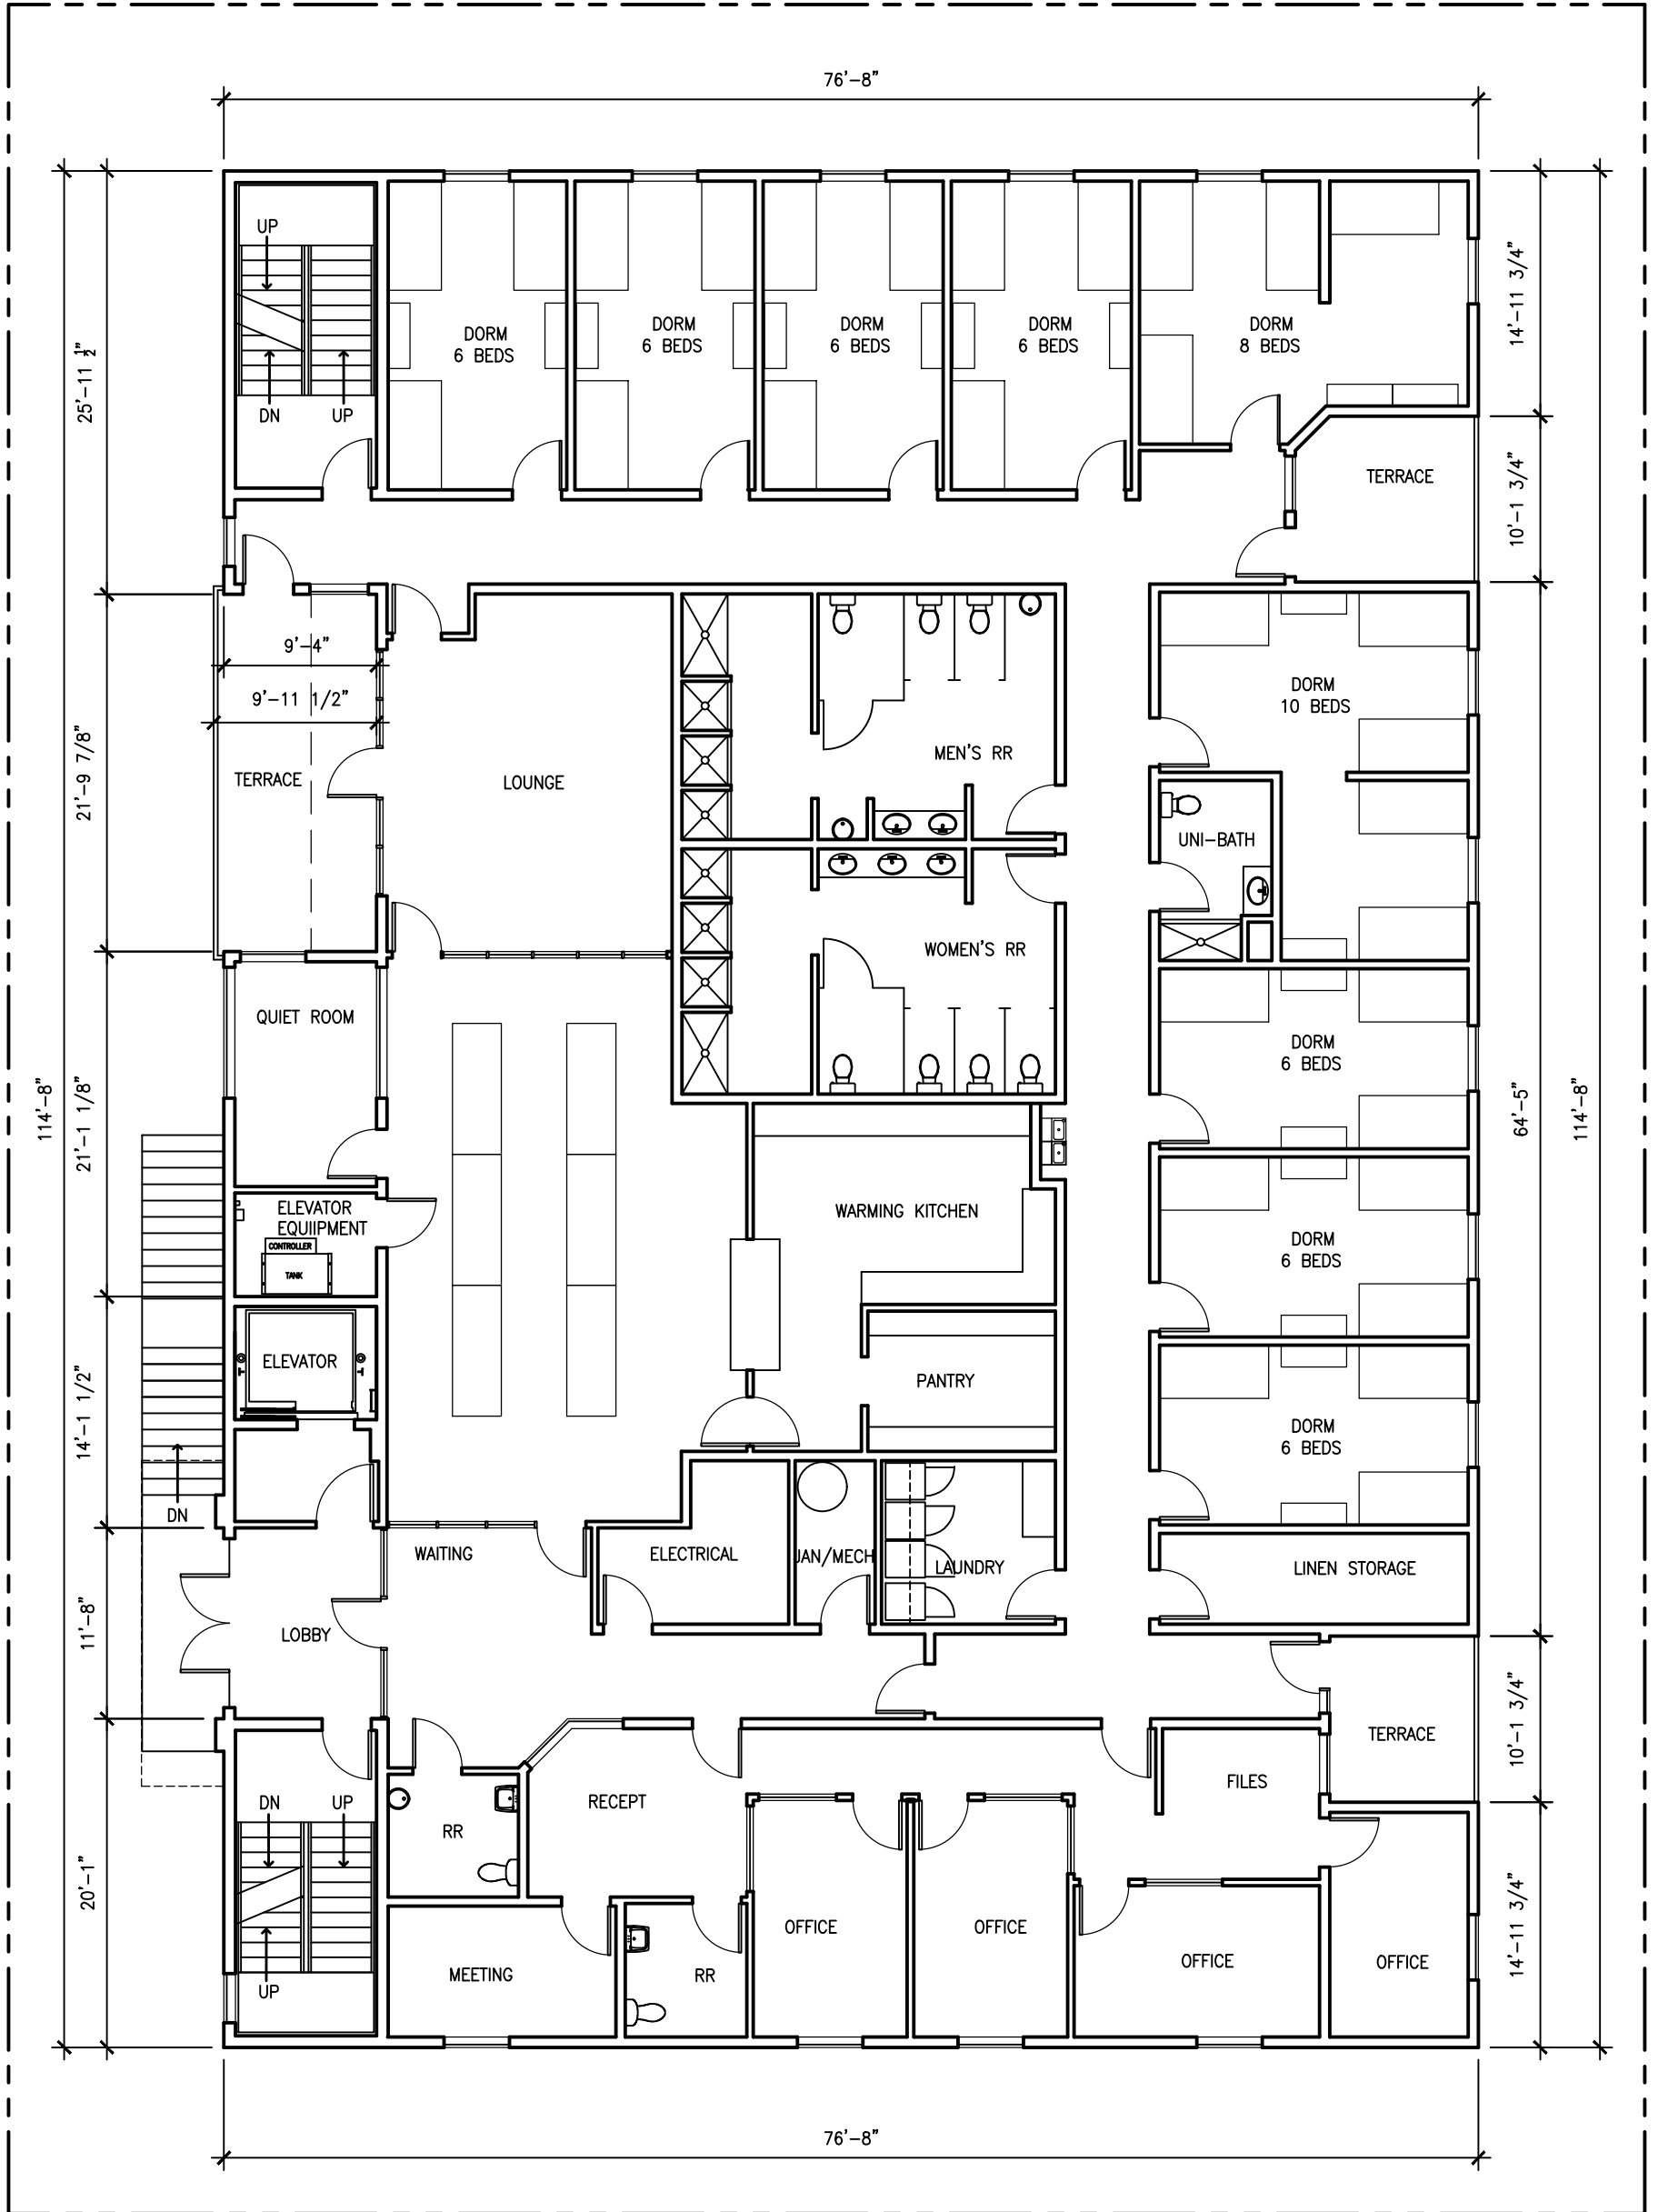 76'-8"
UP
DN
UP
DORM
6 BEDS
DORM
6 BEDS
DORM
6 BEDS
DORM
6 BEDS
DORM
8 BEDS
TERRACE
14'-11 3/4"
10'-1 3/4"
25'-11 1/2"
9'-4"
9'-11 1/2"
TERRACE
LOUNGE
MEN'S RR
DORM
10 BEDS
UNI-BATH
21'-9 7/8"
WOMEN'S RR
QUIET ROOM
DORM
6 BEDS
114'-8"
21'-1 1/8"
64'-5"
114'-8"
ELEVATOR
EQUIIPMENT
CONTROLLER
TANK
WARMING KITCHEN
DORM
6 BEDS
ELEVATOR
PANTRY
14'-1 1/2"
DORM
6 BEDS
DN
WAITING
ELECTRICAL
JAN/MECH
LAUNDRY
LINEN STORAGE
LOBBY
11'-8"
10'-1 3/4"
TERRACE
FILES
RECEPT
DN
UP
RR
20'-1"
UP
MEETING
RR
OFFICE
OFFICE
OFFICE
OFFICE
14'-11 3/4"
76'-8"